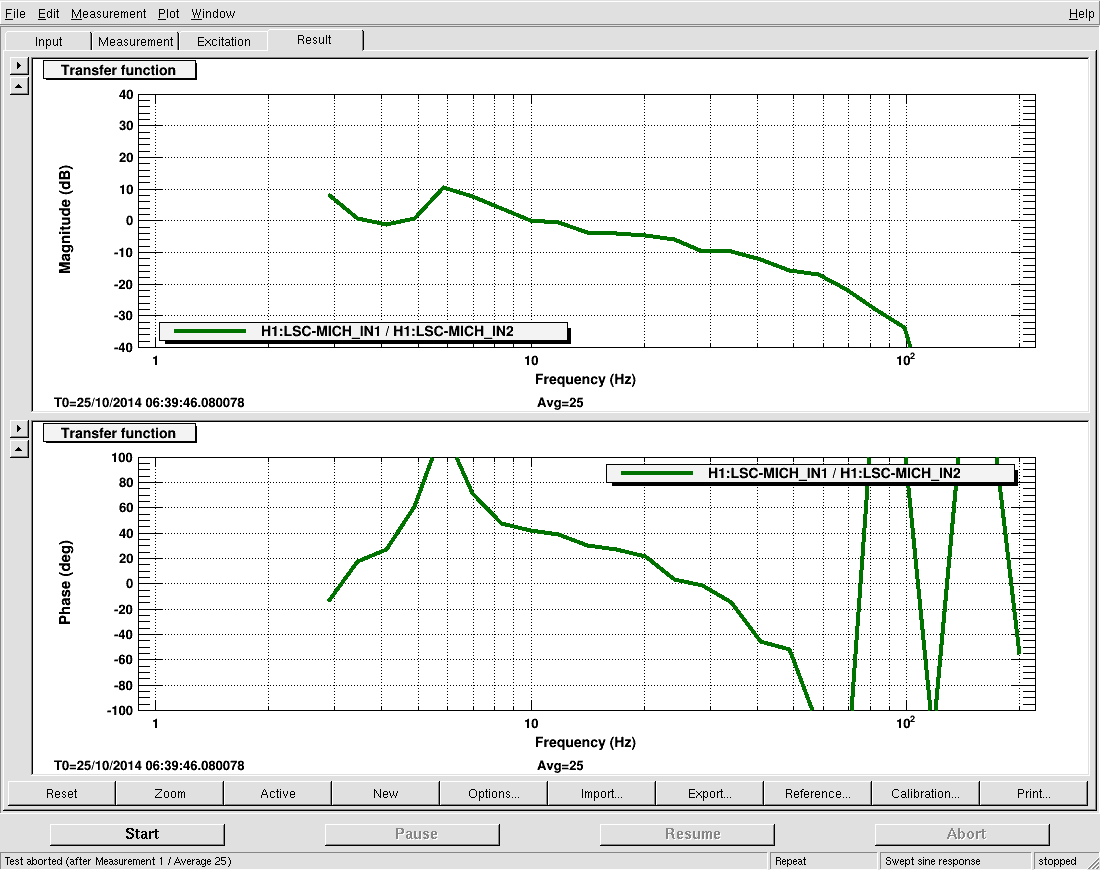 File Edit Measurement Plot Window Help
Input Measurement Excitation Result
Transfer function
40
30
20
10
0
-10
-20
-30
-40
Magnitude (dB)
H1:LSC-MICH_IN1 / H1:LSC-MICH_IN2
1 10 10²
Frequency (Hz)
T0=25/10/2014 06:39:46.080078 Avg=25
Transfer function
100
80
60
40
20
0
-20
-40
-60
-80
-100
Phase (deg)
H1:LSC-MICH_IN1 / H1:LSC-MICH_IN2
1 10 10²
Frequency (Hz)
T0=25/10/2014 06:39:46.080078 Avg=25
Reset Zoom Active New Options... Import... Export... Reference... Calibration... Print...
Start Pause Resume Abort
Test aborted (after Measurement 1 / Average 25) Repeat Swept sine response stopped